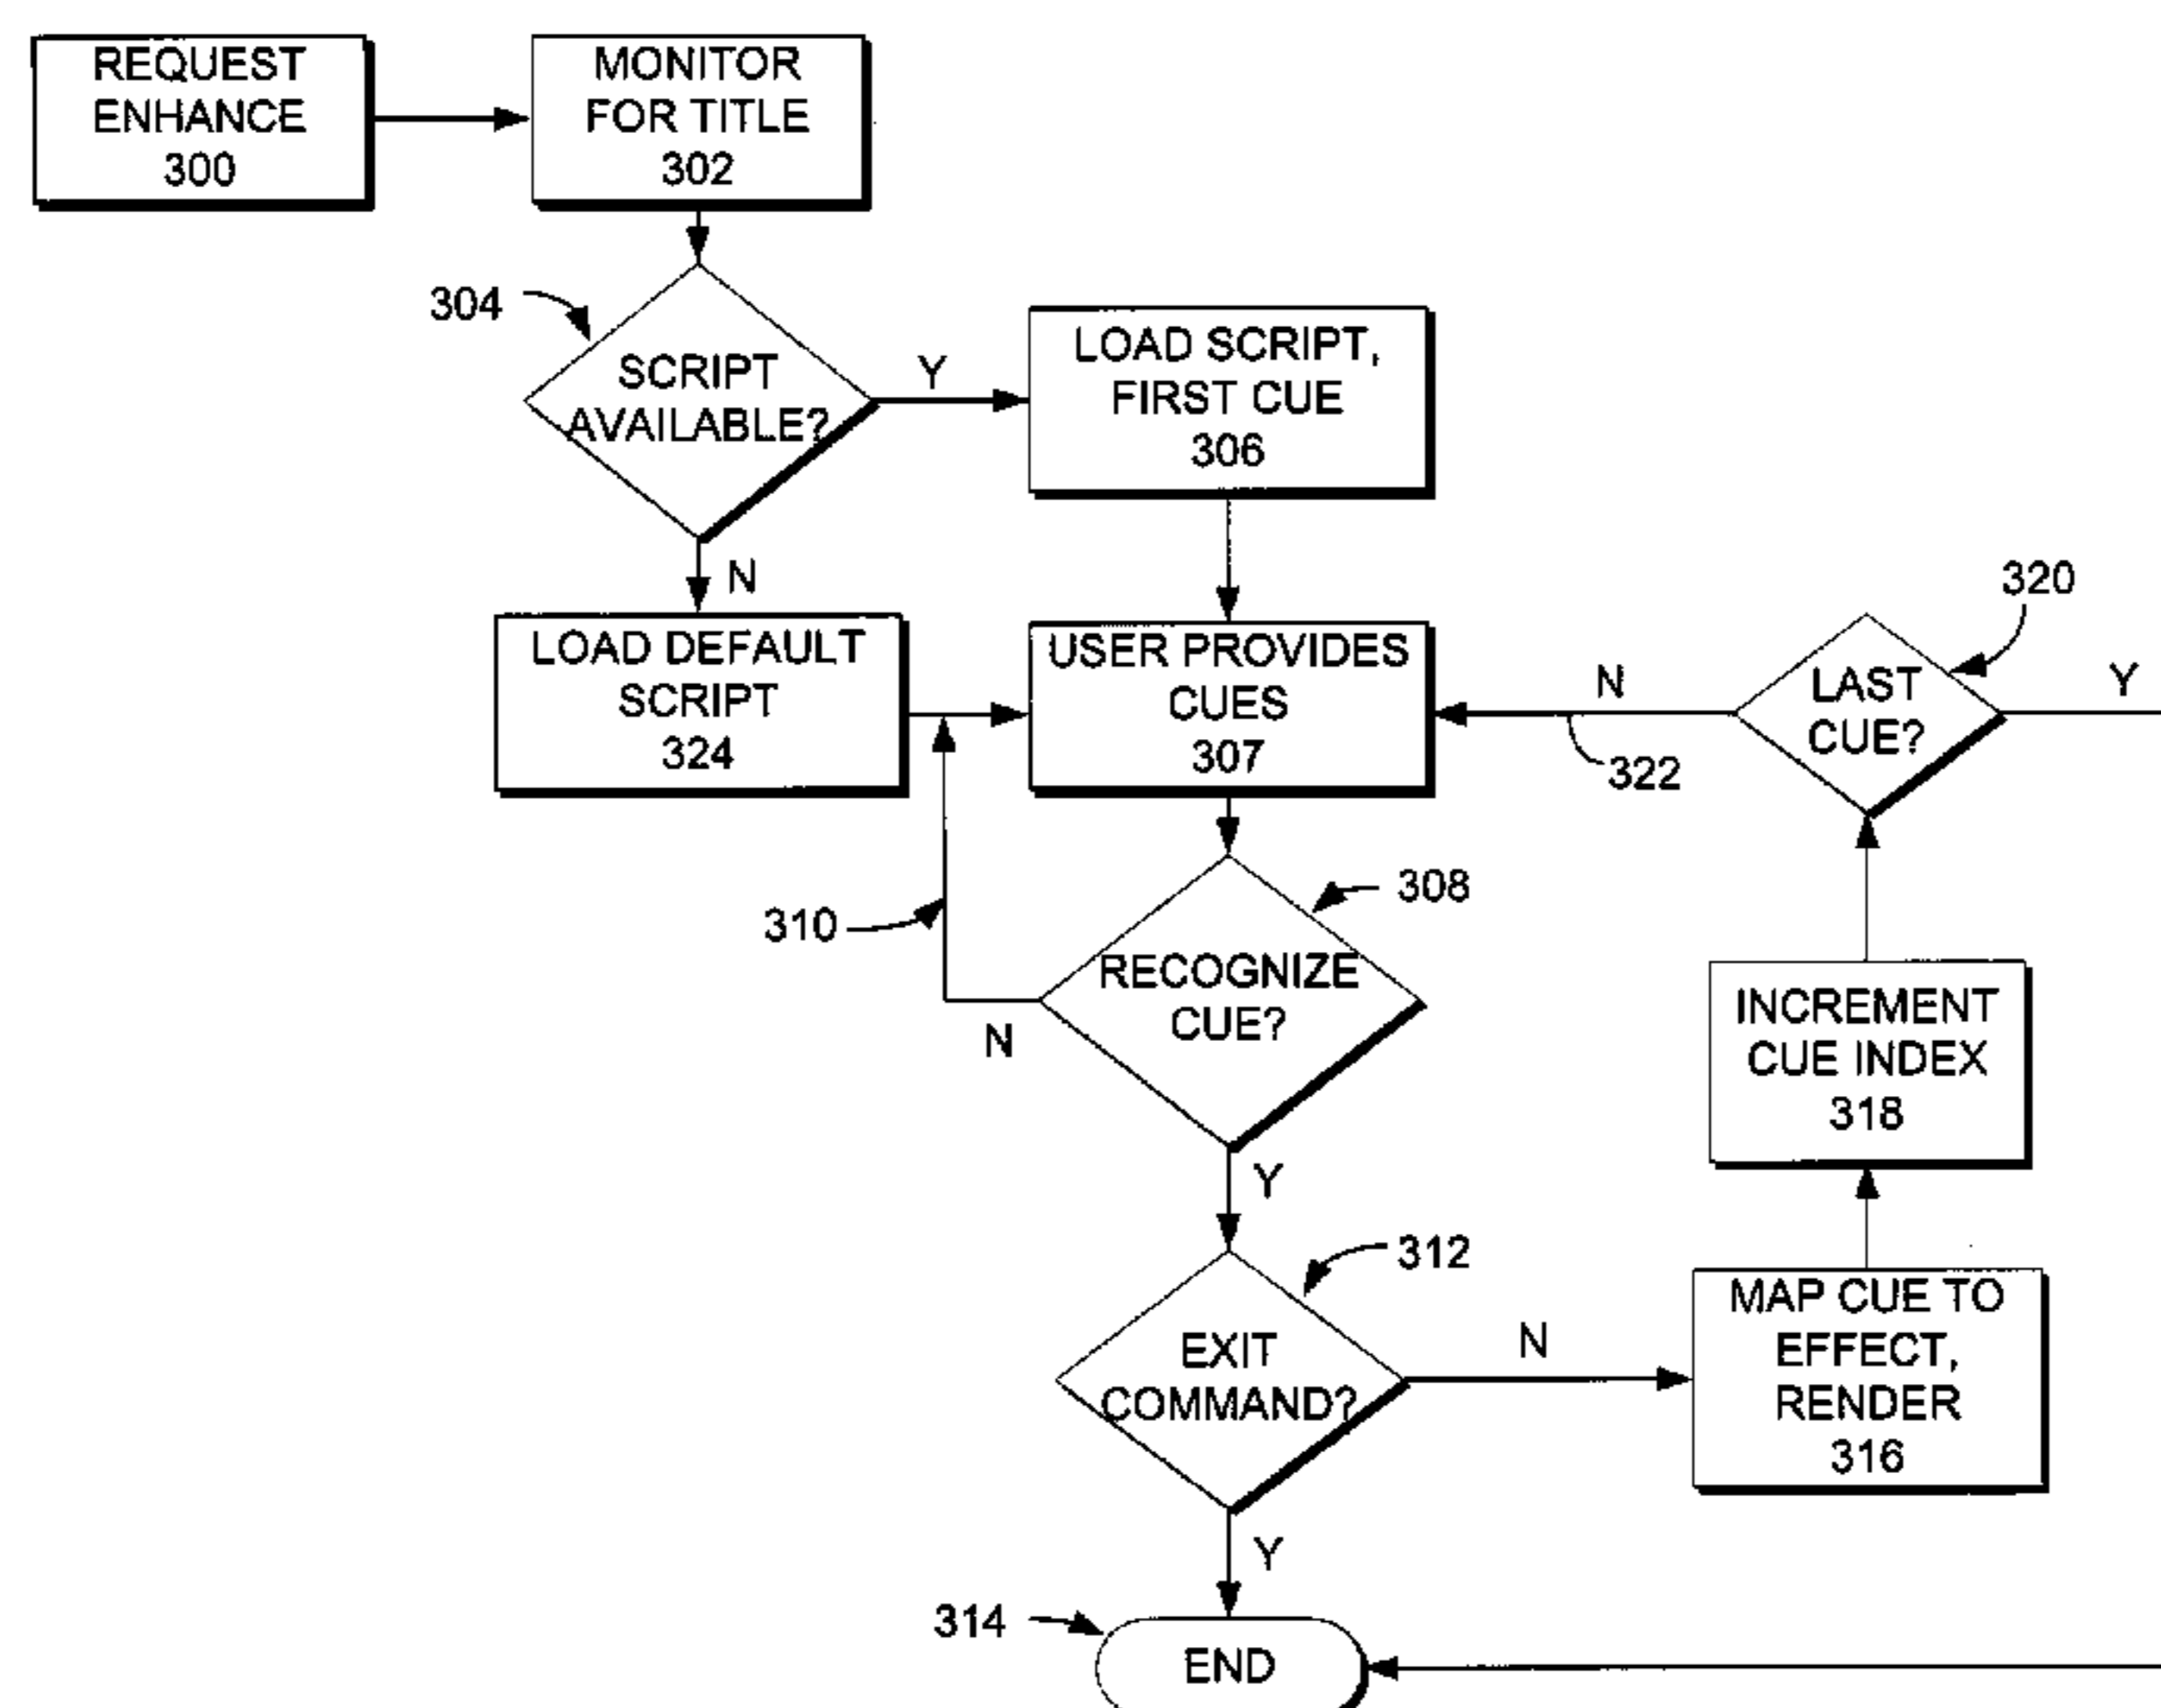 REQUEST
ENHANCE
300
MONITOR
FOR TITLE
302
304
SCRIPT
AVAILABLE?
Y
N
LOAD SCRIPT,
FIRST CUE
306
LOAD DEFAULT
SCRIPT
324
USER PROVIDES
CUES
307
320
LAST
CUE?
N
Y
322
308
RECOGNIZE
CUE?
310
N
Y
INCREMENT
CUE INDEX
318
312
EXIT
COMMAND?
N
Y
MAP CUE TO
EFFECT,
RENDER
316
314
END